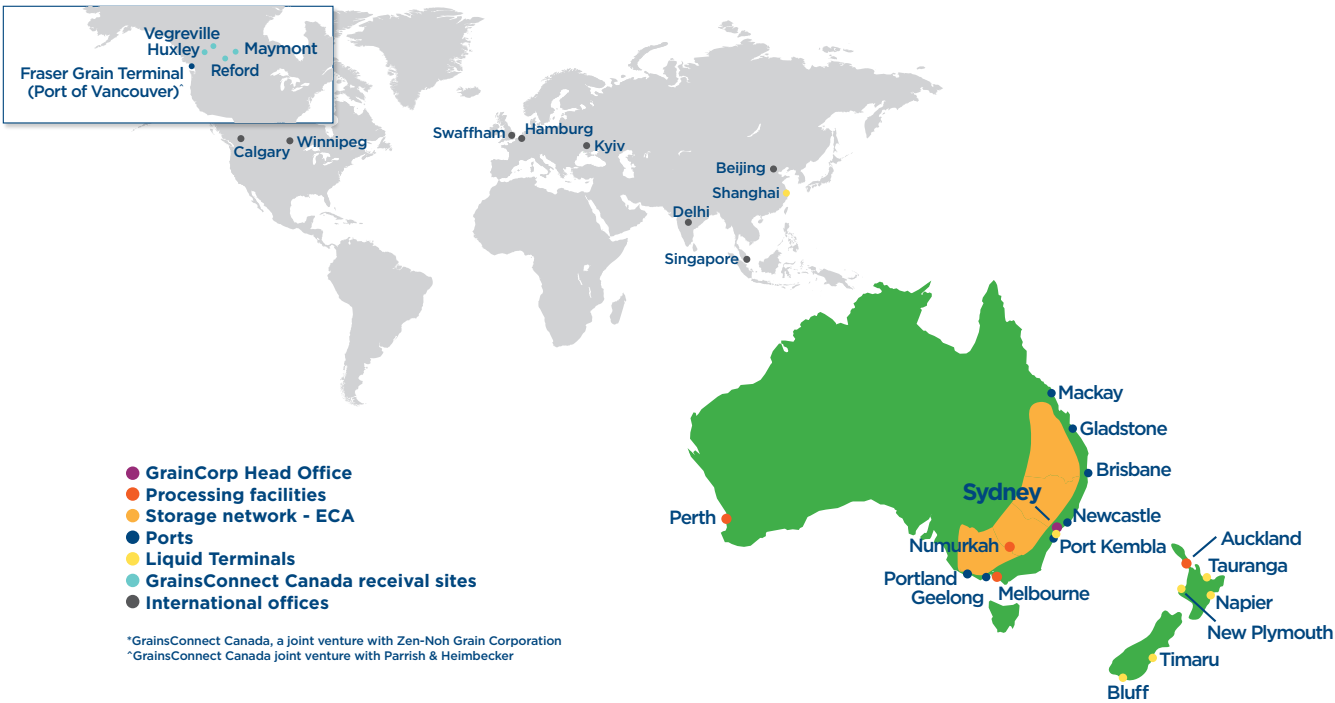 Vegreville
Huxley
Maymont
Reford
Fraser Grain Terminal
(Port of Vancouver)^
Calgary
Winnipeg
Swaffham
Hamburg
Kyiv
Beijing
Shanghai
Delhi
Singapore
Mackay
Gladstone
Brisbane
Sydney
Newcastle
Perth
Numurkah
Port Kembla
Portland
Geelong
Melbourne
Auckland
Tauranga
Napier
New Plymouth
Timaru
Bluff
GrainCorp Head Office
Processing facilities
Storage network - ECA
Ports
Liquid Terminals
GrainsConnect Canada receival sites
International offices
*GrainsConnect Canada, a joint venture with Zen-Noh Grain Corporation
^GrainsConnect Canada joint venture with Parrish & Heimbecker